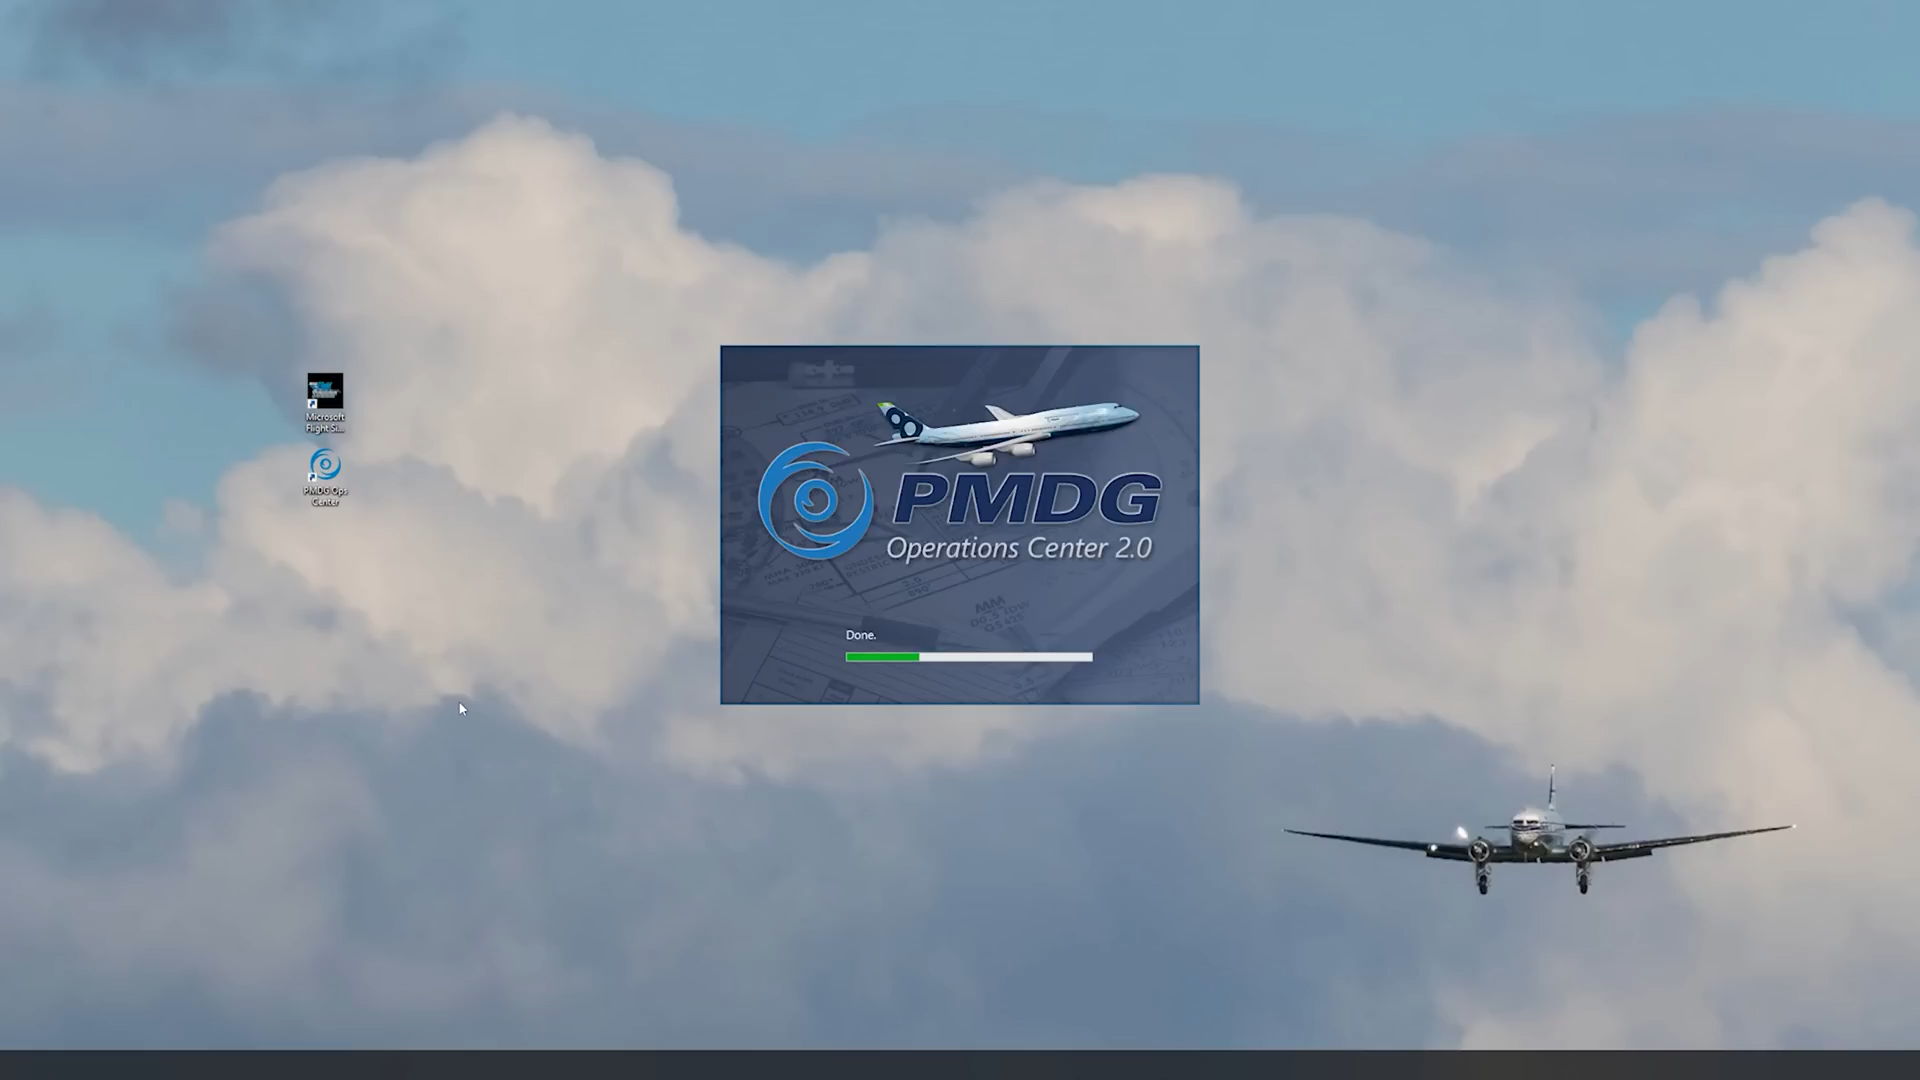 Microsoft
Flight Si...
PMDG Ops
Center
PMDG
Operations Center 2.0
Done.